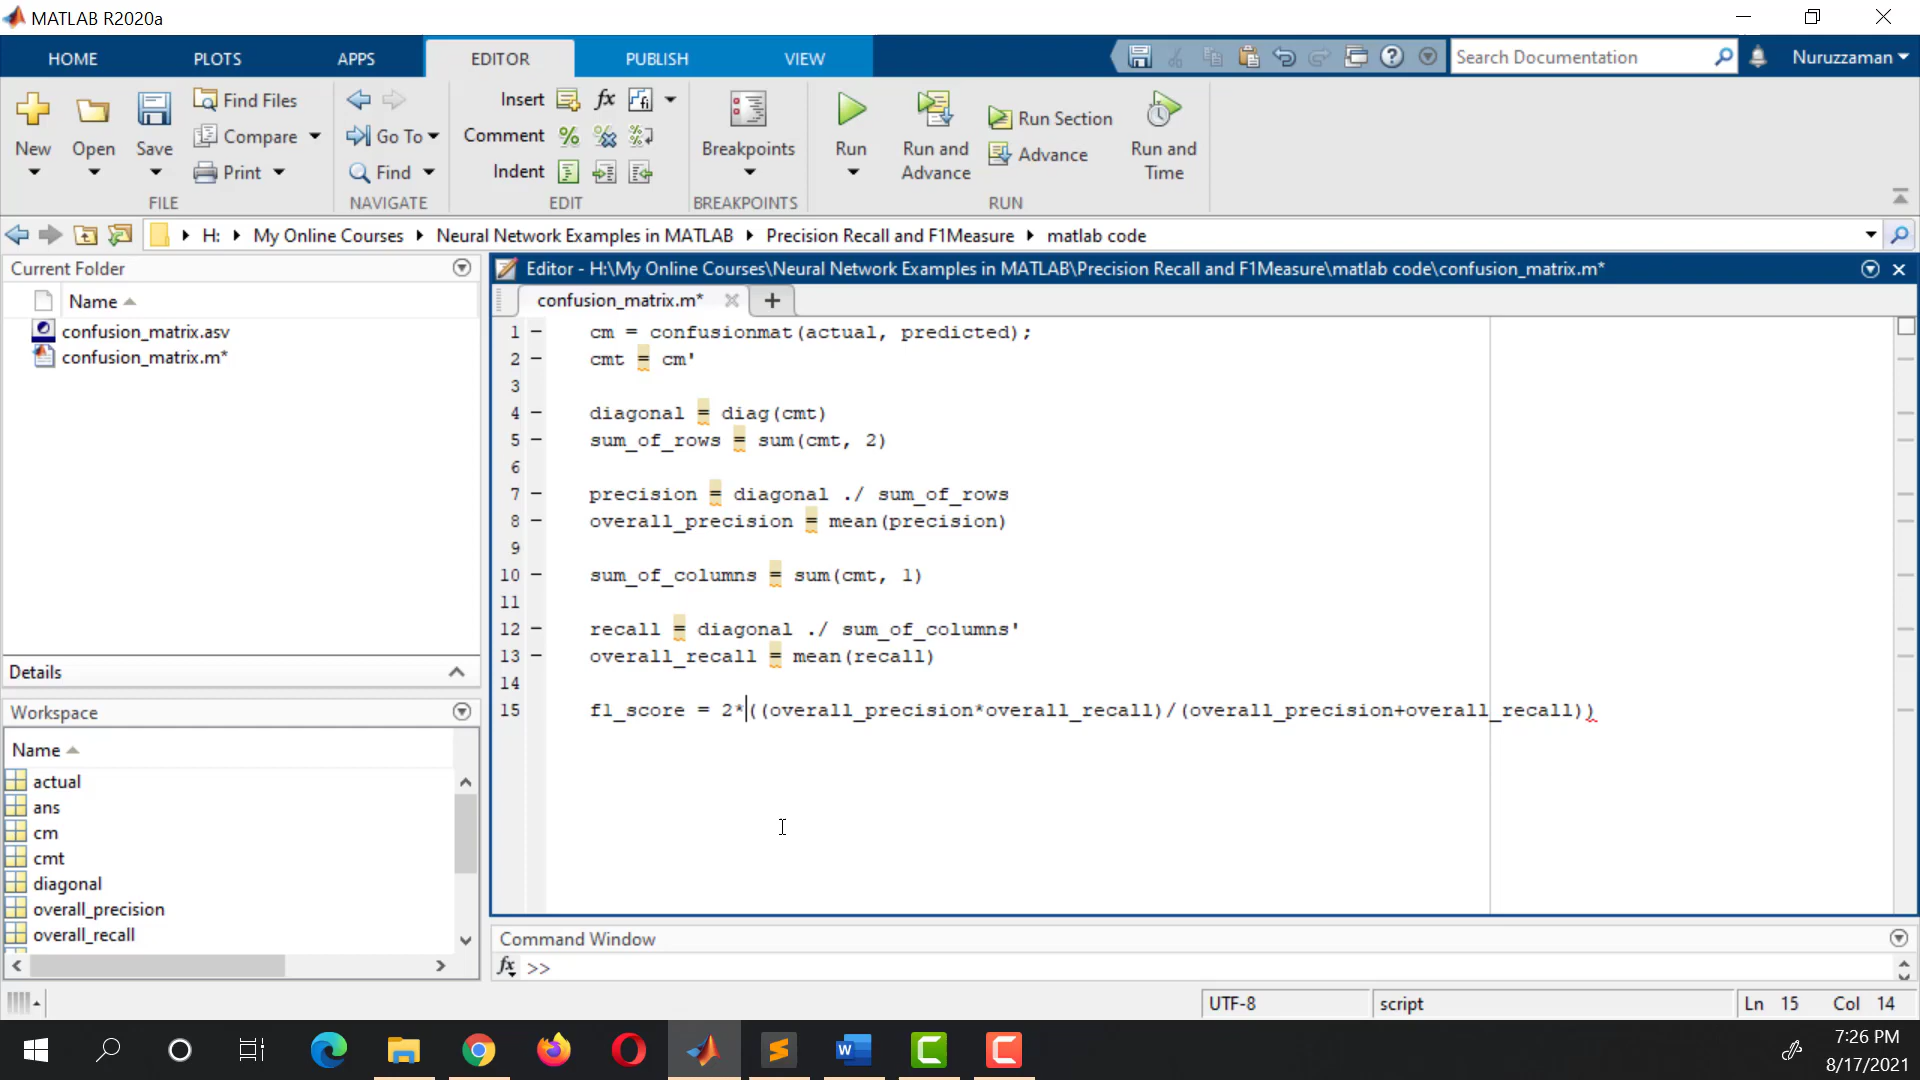 MATLAB R2020a
HOME PLOTS APPS EDITOR PUBLISH VIEW Search Documentation Nuruzzaman
New Open Save Find Files Compare Print Go To Find
Insert fx fi Comment Indent Breakpoints Run Run and Advance Run Section Advance Run and Time
FILE NAVIGATE EDIT BREAKPOINTS RUN
H: My Online Courses Neural Network Examples in MATLAB Precision Recall and F1Measure matlab code
Current Folder
Name
confusion_matrix.asv
confusion_matrix.m*
Details
Workspace
Name
actual
ans
cm
cmt
diagonal
overall_precision
overall_recall
Editor - H:\My Online Courses\Neural Network Examples in MATLAB\Precision Recall and F1Measure\matlab code\confusion_matrix.m*
confusion_matrix.m*
1 – cm = confusionmat(actual, predicted);
2 – cmt = cm'
3
4 – diagonal = diag(cmt)
5 – sum_of_rows = sum(cmt, 2)
6
7 – precision = diagonal ./ sum_of_rows
8 – overall_precision = mean(precision)
9
10 – sum_of_columns = sum(cmt, 1)
11
12 – recall = diagonal ./ sum_of_columns'
13 – overall_recall = mean(recall)
14
15 f1_score = 2*((overall_precision*overall_recall)/(overall_precision+overall_recall))
Command Window
fx >>
UTF-8 script Ln 15 Col 14
7:26 PM
8/17/2021